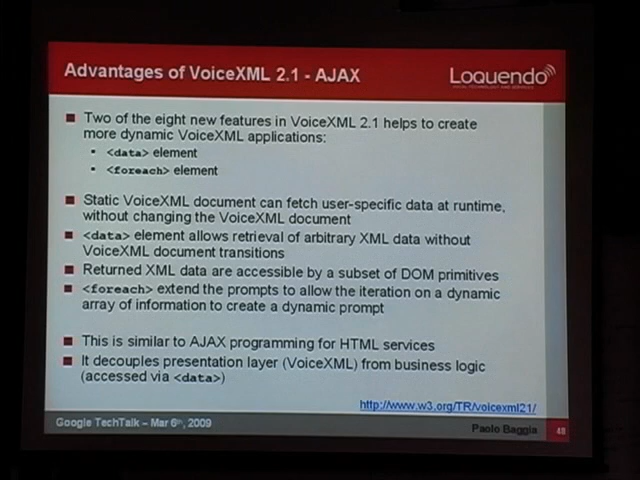 Advantages of VoiceXML 2.1 - AJAX
Loquendo
Two of the eight new features in VoiceXML 2.1 helps to create
more dynamic VoiceXML applications:
<data> element
<foreach> element
Static VoiceXML document can fetch user-specific data at runtime,
without changing the VoiceXML document
<data> element allows retrieval of arbitrary XML data without
VoiceXML document transitions
Returned XML data are accessible by a subset of DOM primitives
<foreach> extend the prompts to allow the iteration on a dynamic
array of information to create a dynamic prompt
This is similar to AJAX programming for HTML services
It decouples presentation layer (VoiceXML) from business logic
(accessed via <data>)
http://www.w3.org/TR/voicexml21/
Google TechTalk – Mar 6th, 2009
Paolo Baggia
48